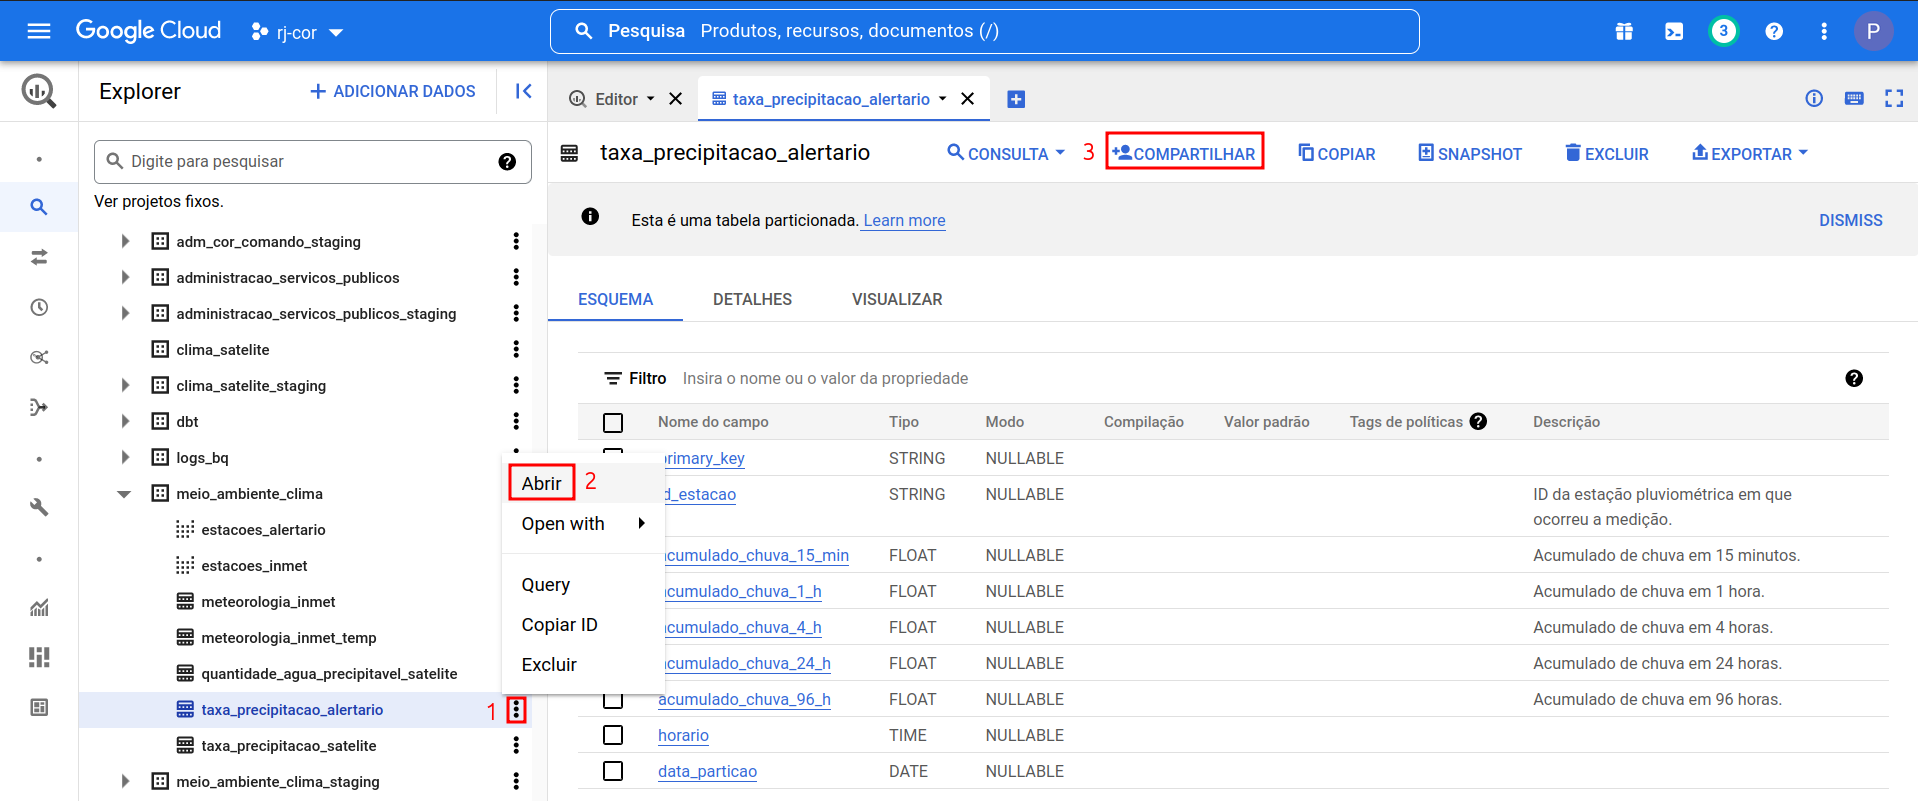 Google Cloud rj-cor Pesquisa Produtos, recursos, documentos (/) 3 P
Explorer ADICIONAR DADOS
Digite para pesquisar
Ver projetos fixos.
adm_cor_comando_staging
administracao_servicos_publicos
administracao_servicos_publicos_staging
clima_satelite
clima_satelite_staging
dbt
logs_bq
meio_ambiente_clima
estacoes_alertario
estacoes_inmet
meteorologia_inmet
meteorologia_inmet_temp
quantidade_agua_precipitavel_satelite
taxa_precipitacao_alertario 1
taxa_precipitacao_satelite
meio_ambiente_clima_staging
Abrir 2
Open with
Query
Copiar ID
Excluir
Editor taxa_precipitacao_alertario
taxa_precipitacao_alertario CONSULTA 3 COMPARTILHAR COPIAR SNAPSHOT EXCLUIR EXPORTAR
Esta é uma tabela particionada. Learn more DISMISS
ESQUEMA DETALHES VISUALIZAR
Filtro Insira o nome ou o valor da propriedade
Nome do campo Tipo Modo Compilação Valor padrão Tags de políticas Descrição
primary_key STRING NULLABLE
d_estacao STRING NULLABLE ID da estação pluviométrica em que
ocorreu a medição.
acumulado_chuva_15_min FLOAT NULLABLE Acumulado de chuva em 15 minutos.
acumulado_chuva_1_h FLOAT NULLABLE Acumulado de chuva em 1 hora.
acumulado_chuva_4_h FLOAT NULLABLE Acumulado de chuva em 4 horas.
acumulado_chuva_24_h FLOAT NULLABLE Acumulado de chuva em 24 horas.
acumulado_chuva_96_h FLOAT NULLABLE Acumulado de chuva em 96 horas.
horario TIME NULLABLE
data_particao DATE NULLABLE